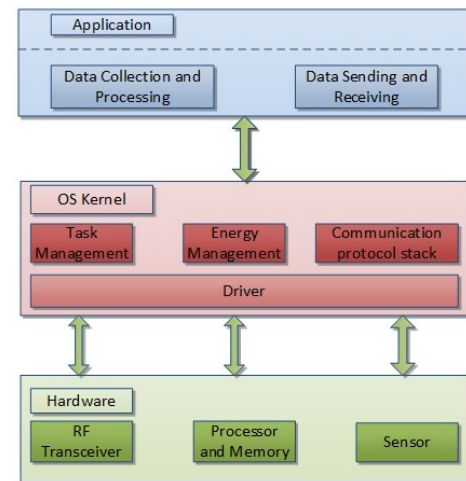 Application
Data Collection and
Processing
Data Sending and
Receiving
OS Kernel
Task
Management
Energy
Management
Communication
protocol stack
Driver
Hardware
RF
Transceiver
Processor
and Memory
Sensor